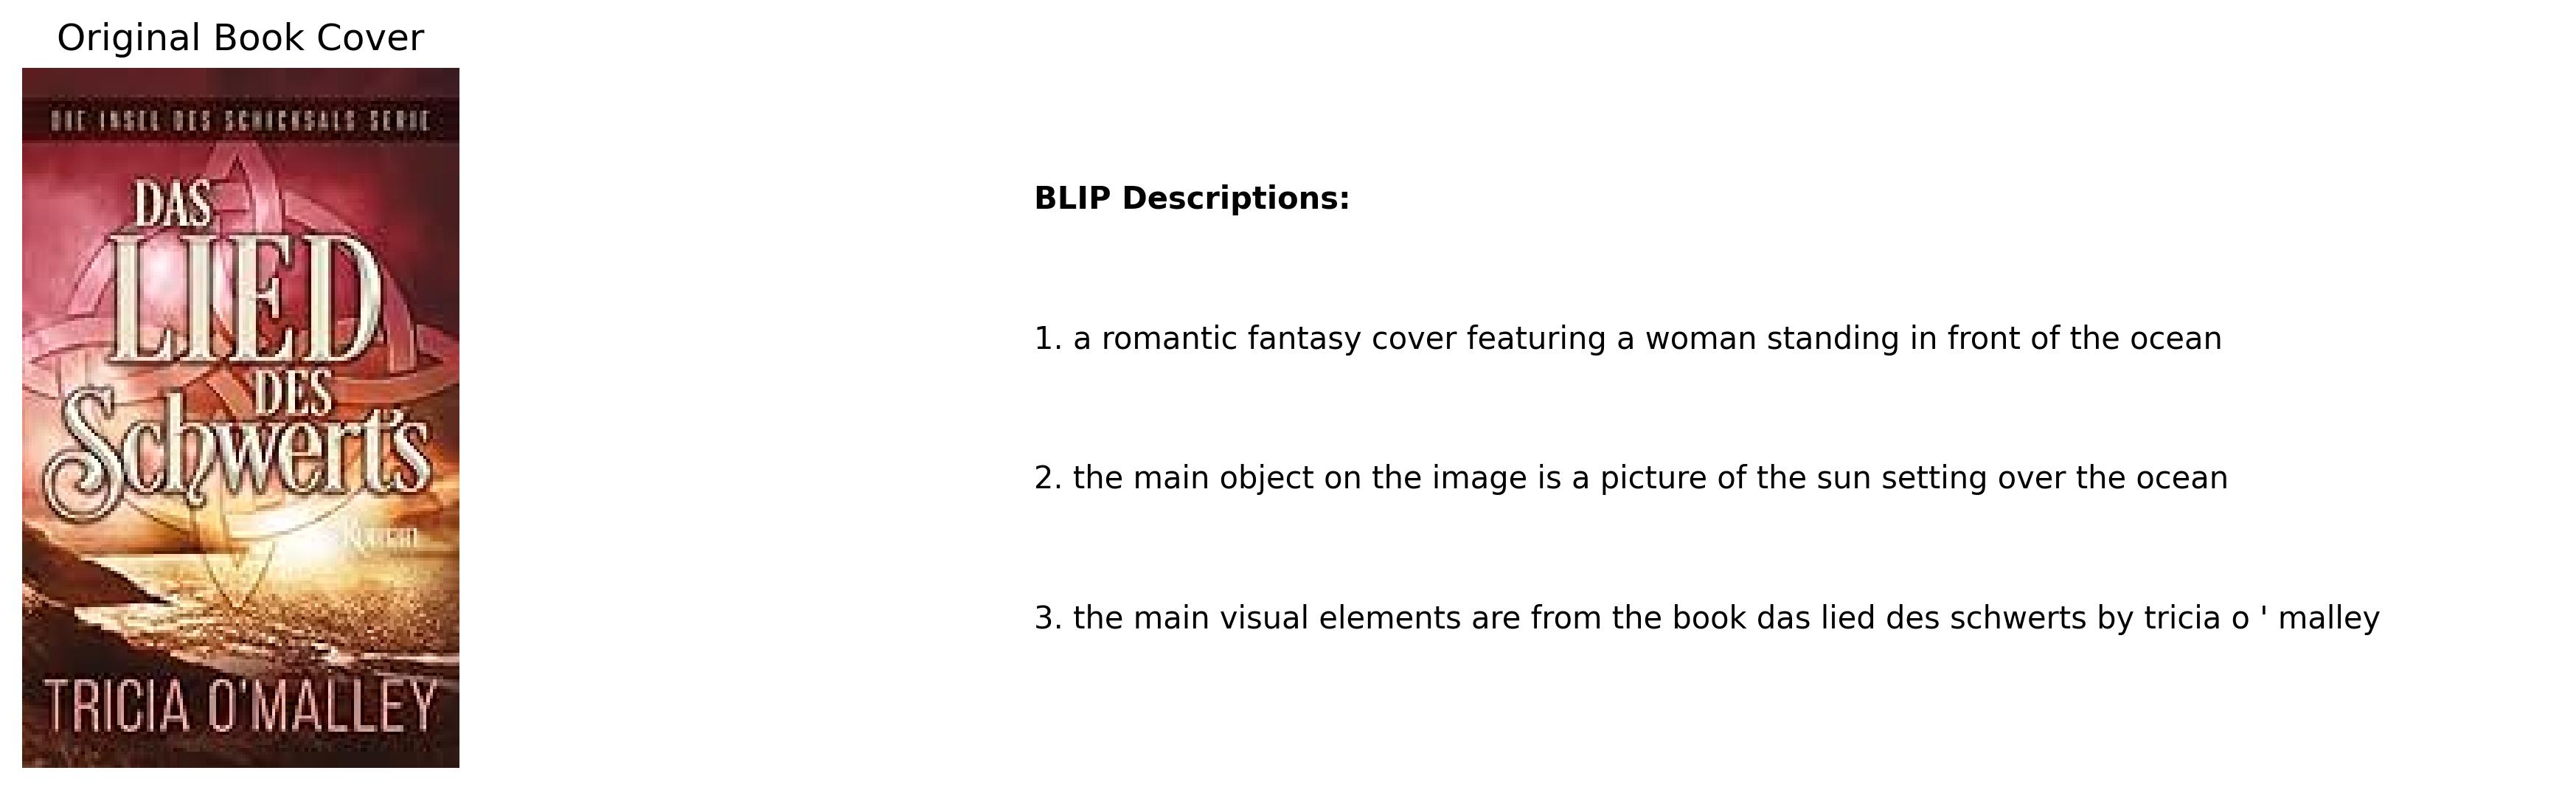 Original Book Cover
DIE INSEL DES SCHICKSALS SERIE
DAS
LIED
DES
Schwert's
Roman
TRICIA O'MALLEY
BLIP Descriptions:
1. a romantic fantasy cover featuring a woman standing in front of the ocean
2. the main object on the image is a picture of the sun setting over the ocean
3. the main visual elements are from the book das lied des schwerts by tricia o ' malley